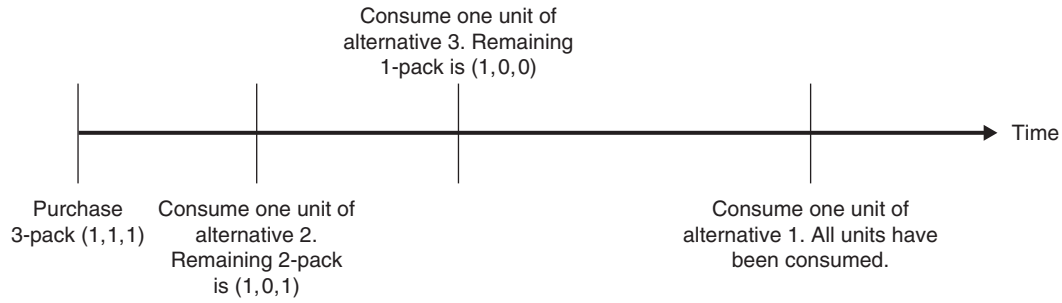 Consume one unit of
alternative 3. Remaining
1-pack is (1,0,0)
Time
Purchase
3-pack (1,1,1)
Consume one unit of
alternative 2.
Remaining 2-pack
is (1,0,1)
Consume one unit of
alternative 1. All units have
been consumed.